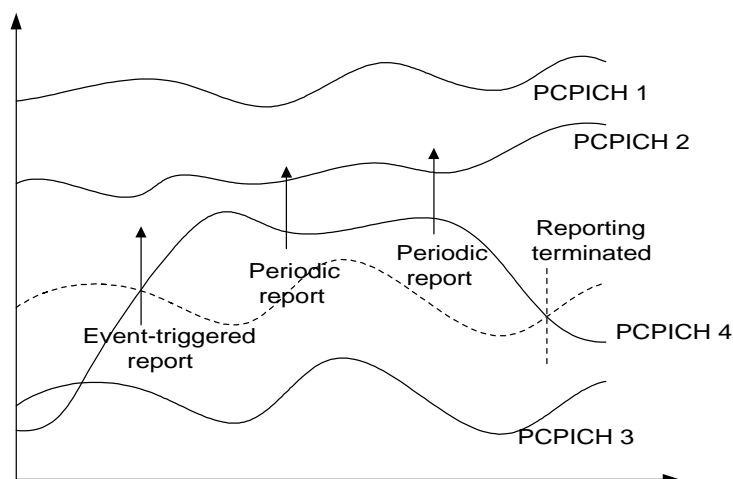 PCPICH 1
PCPICH 2
Reporting
terminated
Periodic
report
Periodic
report
Event-triggered
report
PCPICH 4
PCPICH 3